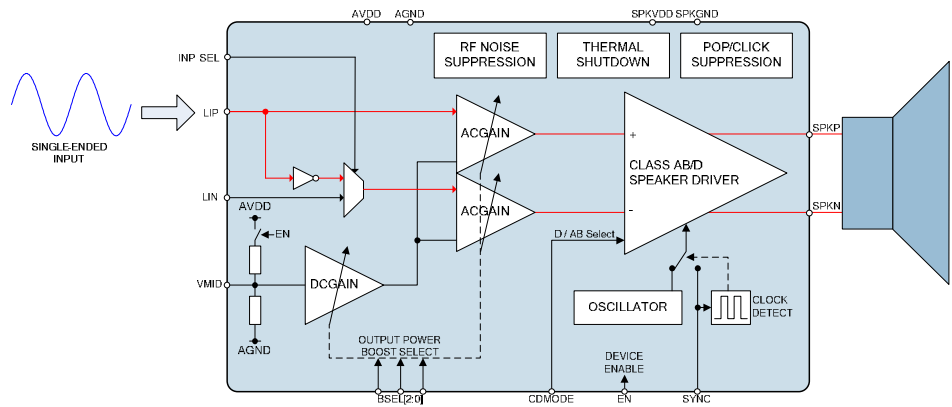 AVDD
AGND
SPKVDD
SPKGND
RF NOISE
SUPPRESSION
THERMAL
SHUTDOWN
POP/CLICK
SUPPRESSION
INP SEL
SINGLE-ENDED
INPUT
LIP
ACGAIN
+
CLASS AB/D
SPEAKER DRIVER
-
SPKP
LIN
ACGAIN
SPKN
AVDD
EN
D / AB Select
VMID
DCGAIN
OSCILLATOR
CLOCK
DETECT
AGND
OUTPUT POWER
BOOST SELECT
DEVICE
ENABLE
BSEL[2:0]
CDMODE
EN
SYNC